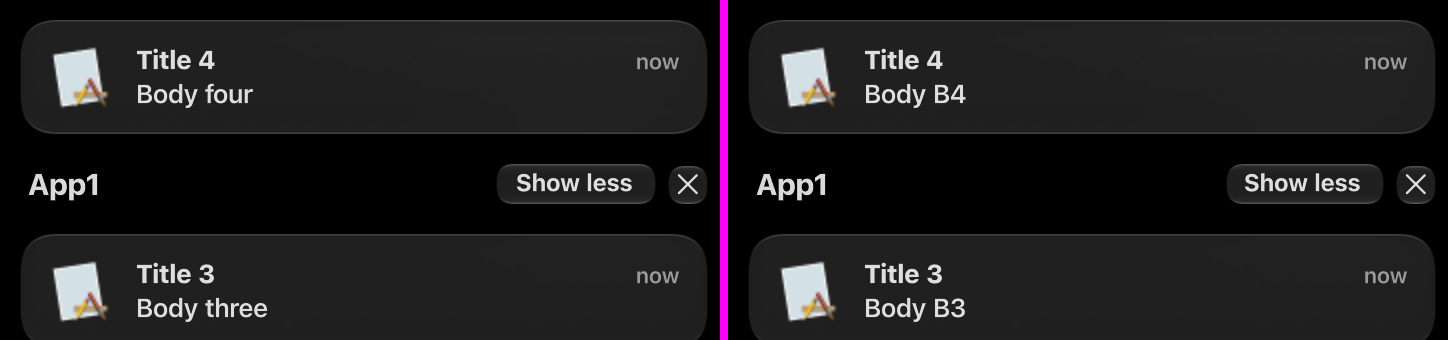 Title 4
now
Body four
App1
Show less
Title 3
now
Body three
Title 4
now
Body B4
App1
Show less
Title 3
now
Body B3